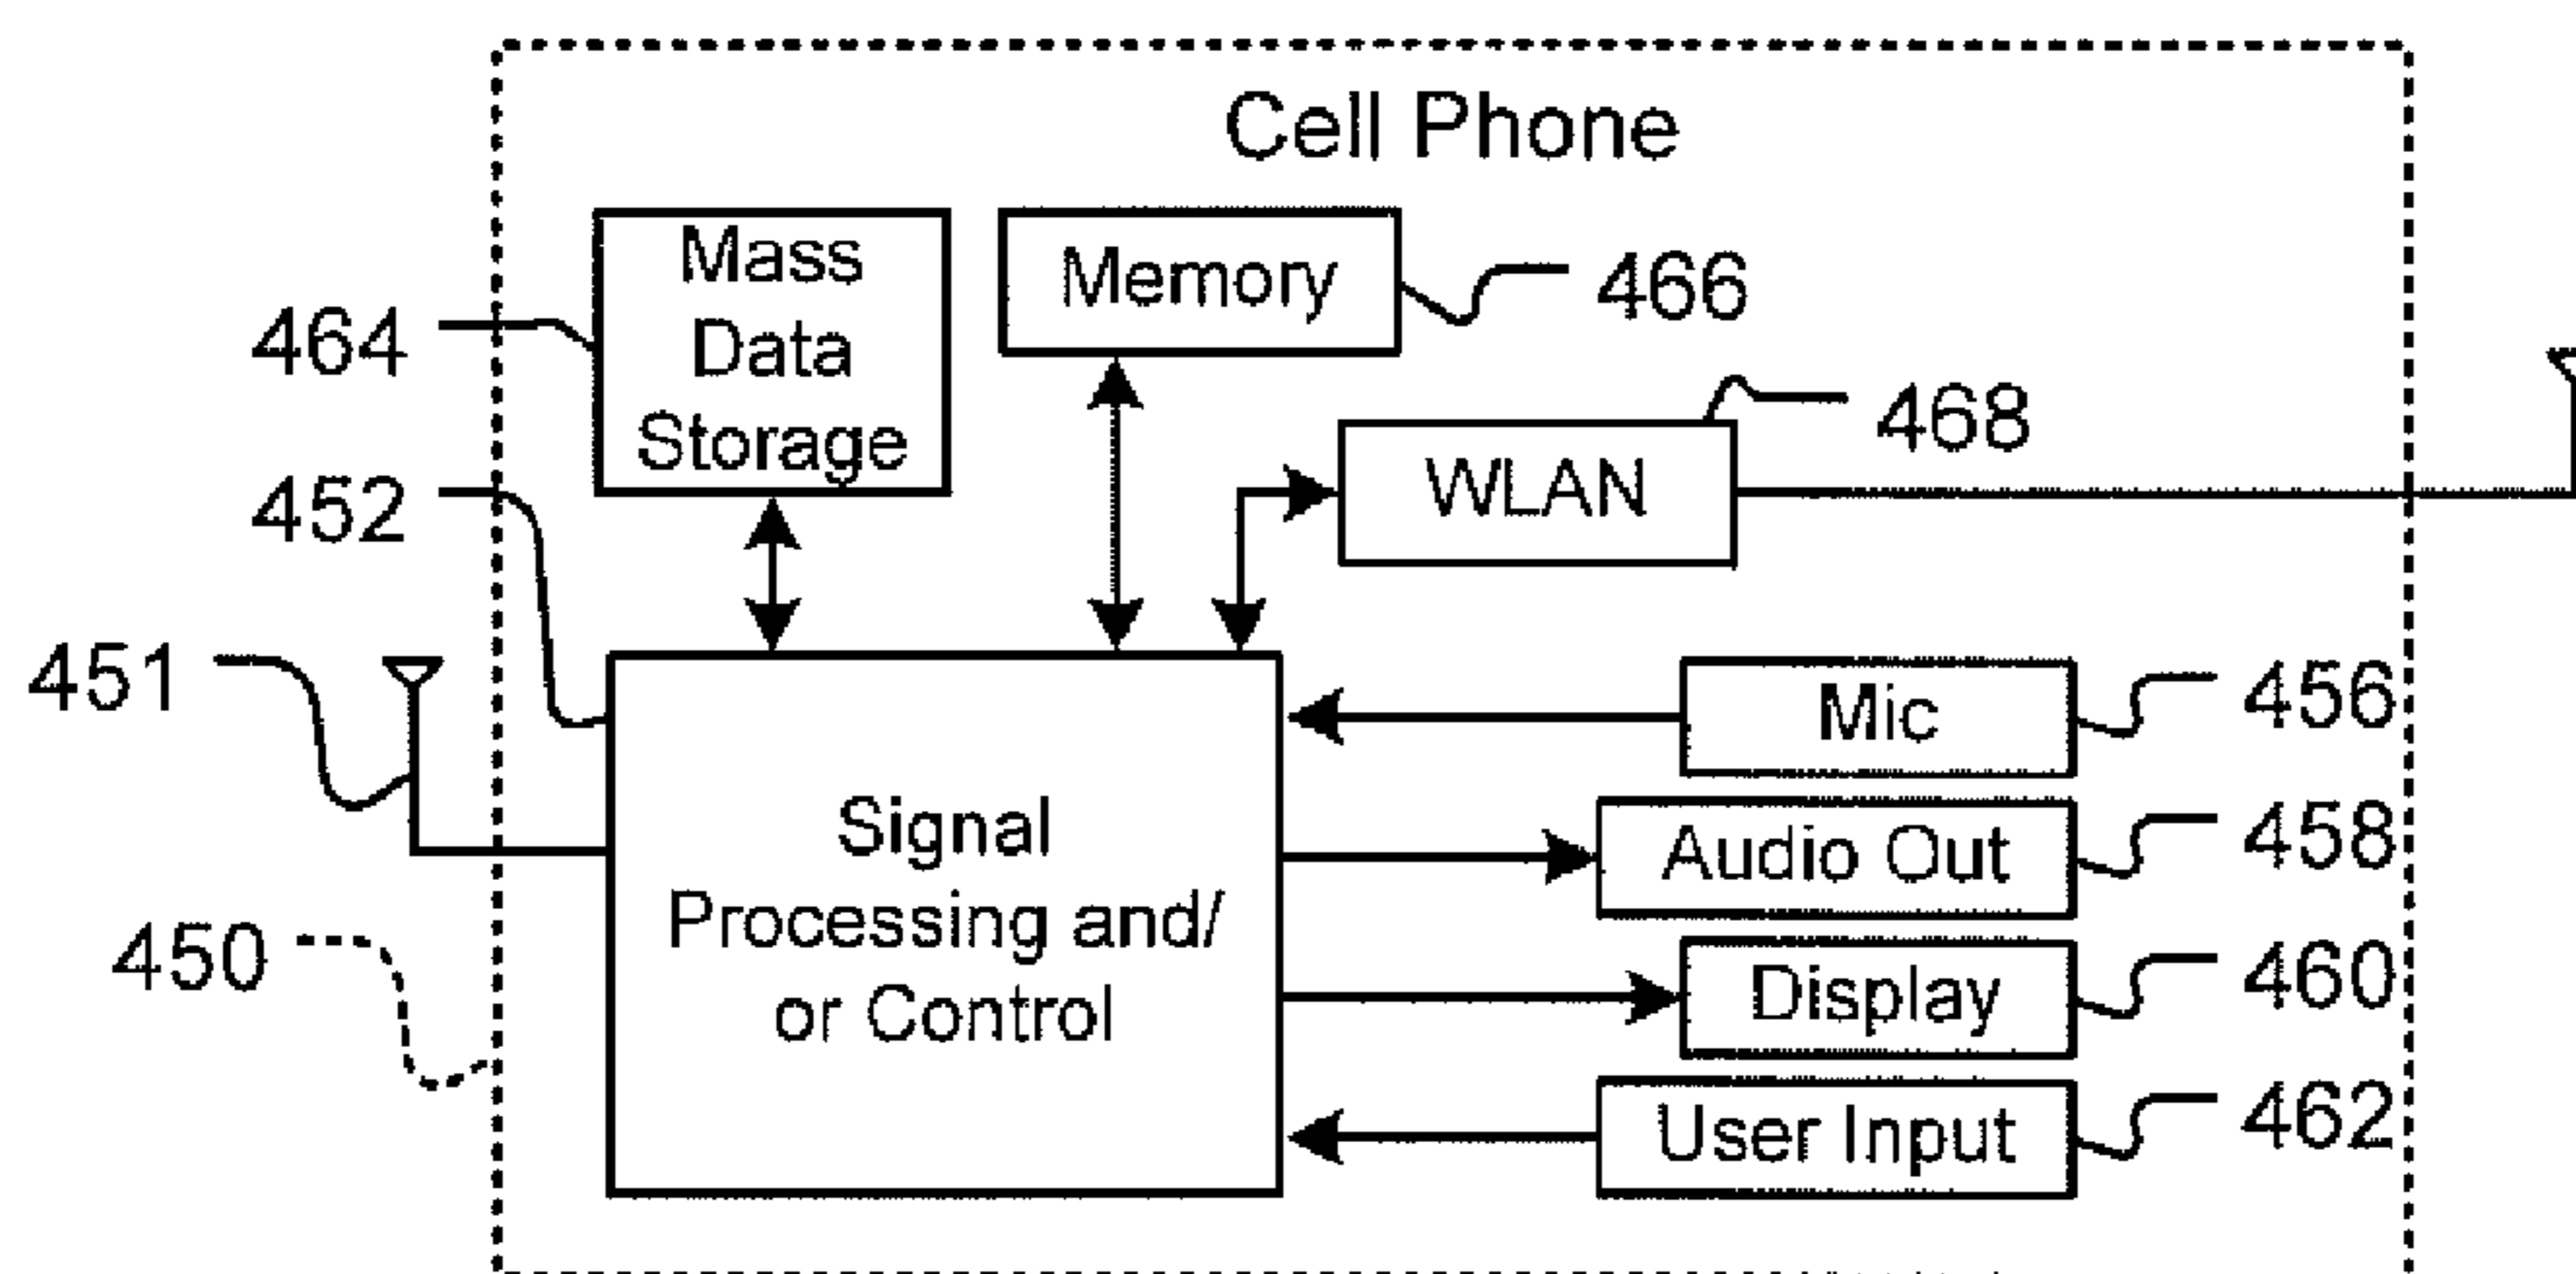 Cell Phone
Mass
Data
Storage
Memory
466
464
468
WLAN
452
451
Mic
456
Signal
Processing and/
or Control
Audio Out
458
450
Display
460
User Input
462